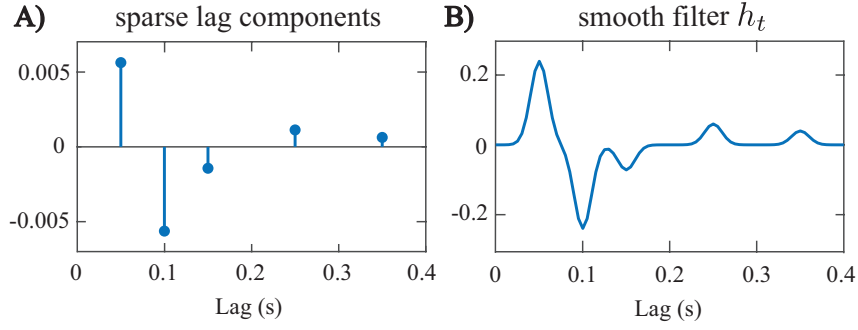 A) sparse lag components
0.005
0
-0.005
0 0.1 0.2 0.3 0.4
Lag (s)
B) smooth filter hₜ
0.2
0
-0.2
0 0.1 0.2 0.3 0.4
Lag (s)